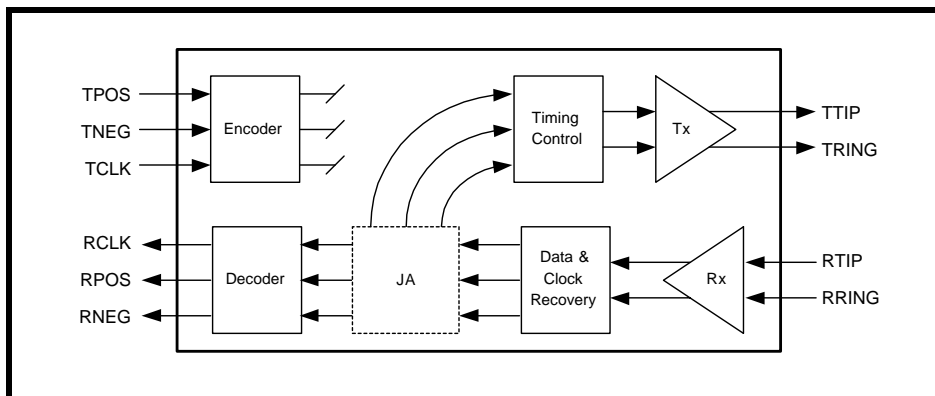 TPOS
TNEG
TCLK
Encoder
Timing
Control
Tx
TTIP
TRING
RCLK
RPOS
RNEG
Decoder
JA
Data &
Clock
Recovery
Rx
RTIP
RRING